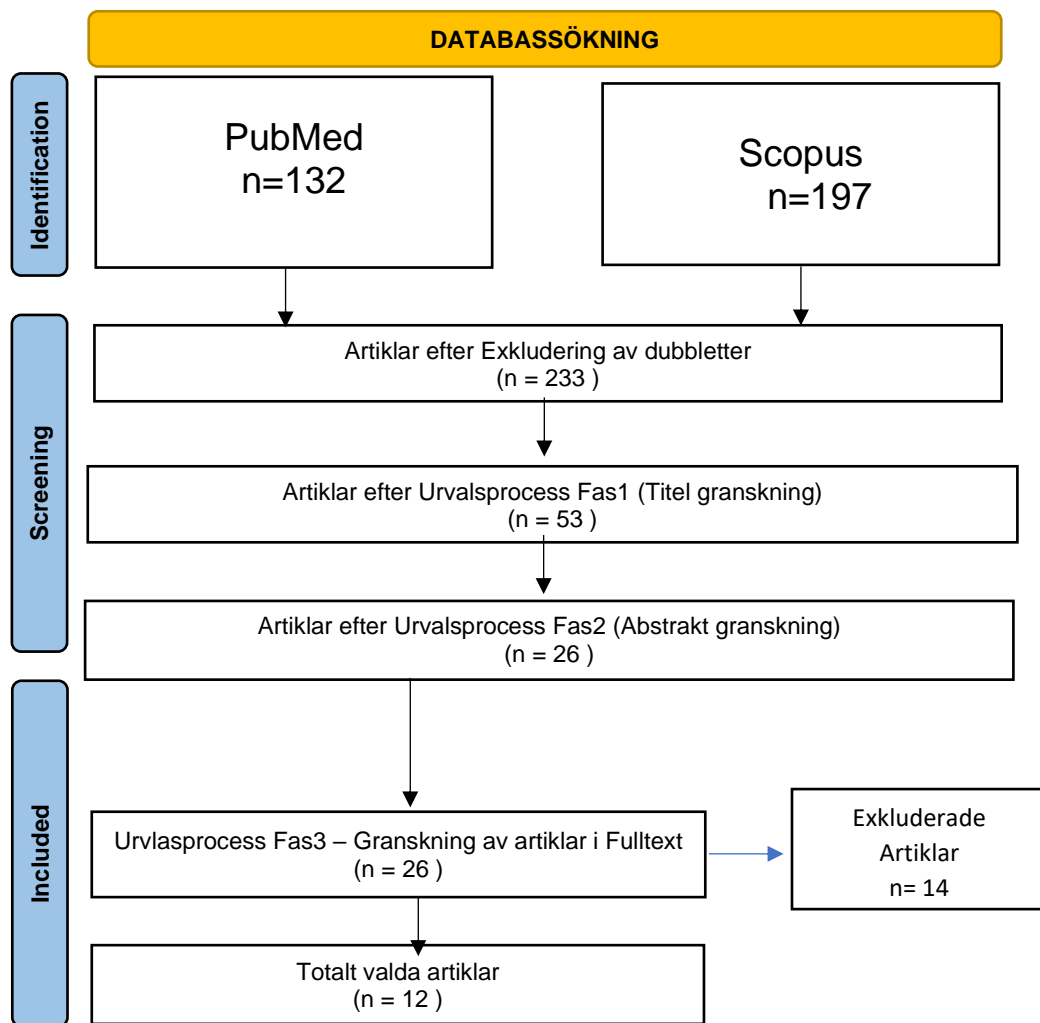 DATABASSÖKNING
Identification
PubMed
n=132
Scopus
n=197
Screening
Artiklar efter Exkludering av dubbletter
(n = 233 )
Artiklar efter Urvalsprocess Fas1 (Titel granskning)
(n = 53 )
Artiklar efter Urvalsprocess Fas2 (Abstrakt granskning)
(n = 26 )
Included
Urvlasprocess Fas3 – Granskning av artiklar i Fulltext
(n = 26 )
Exkluderade
Artiklar
n= 14
Totalt valda artiklar
(n = 12 )